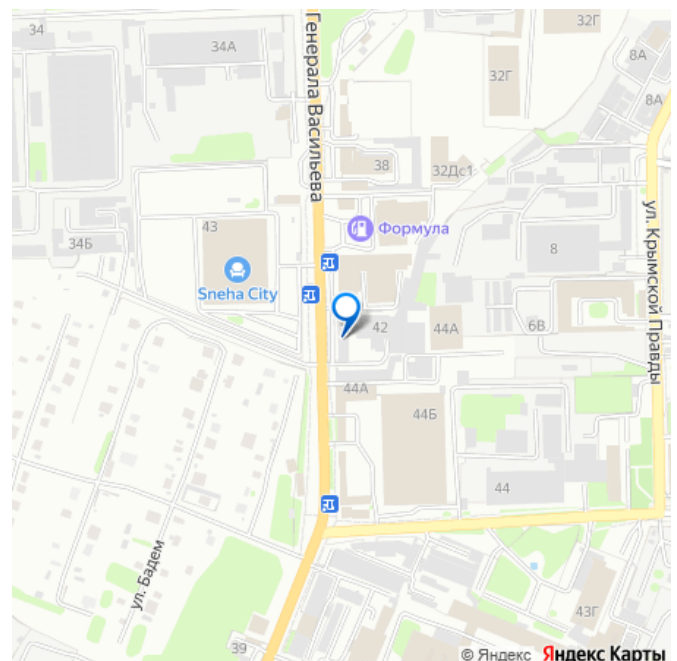 34
34А
32Г
8А
32Г
8А
Генерала Васильева
38
32Дс1
ул. Крымской Правды
43
Формула
34Б
8
Sneha City
42
44А
6В
44А
44Б
44
ул. Бадем
43Г
39
© Яндекс Яндекс Карты